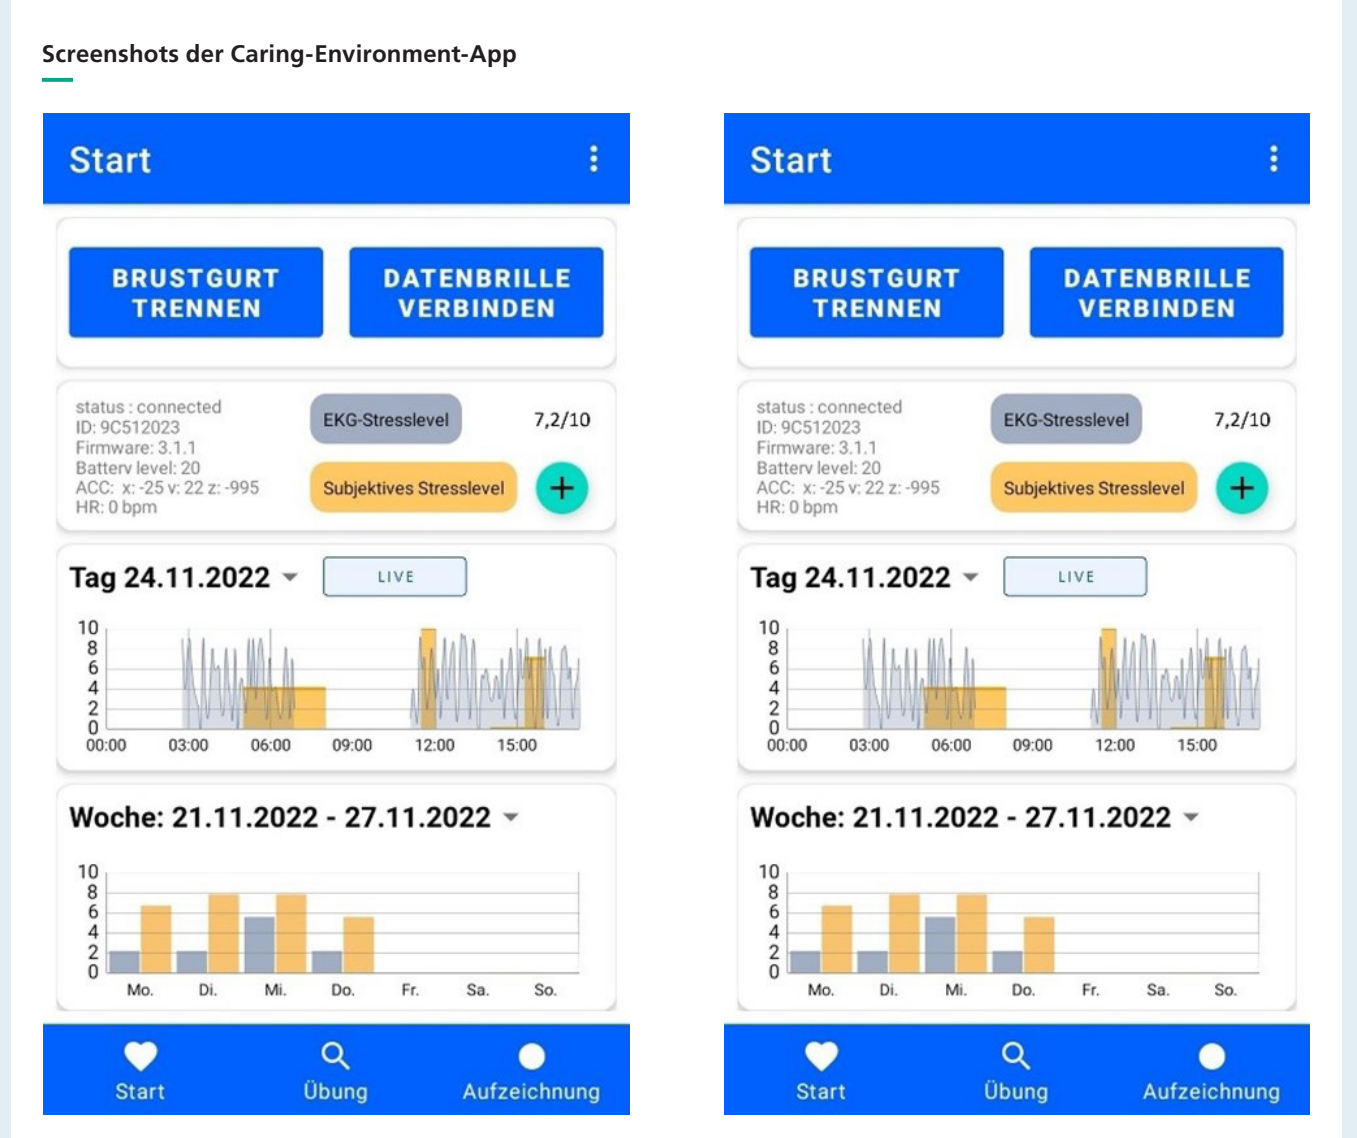 Screenshots der Caring-Environment-App
Start
BRUSTGURT
TRENNEN
DATENBRILLE
VERBINDEN
status : connected
ID: 9C512023
Firmware: 3.1.1
Battery level: 20
ACC: x: -25 v: 22 z: -995
HR: 0 bpm
EKG-Stresslevel
7,2/10
Subjektives Stresslevel
+
Tag 24.11.2022
LIVE
10
8
6
4
2
0
00:00 03:00 06:00 09:00 12:00 15:00
Woche: 21.11.2022 - 27.11.2022
10
8
6
4
2
0
Mo. Di. Mi. Do. Fr. Sa. So.
Start Übung Aufzeichnung
Start
BRUSTGURT
TRENNEN
DATENBRILLE
VERBINDEN
status : connected
ID: 9C512023
Firmware: 3.1.1
Battery level: 20
ACC: x: -25 v: 22 z: -995
HR: 0 bpm
EKG-Stresslevel
7,2/10
Subjektives Stresslevel
+
Tag 24.11.2022
LIVE
10
8
6
4
2
0
00:00 03:00 06:00 09:00 12:00 15:00
Woche: 21.11.2022 - 27.11.2022
10
8
6
4
2
0
Mo. Di. Mi. Do. Fr. Sa. So.
Start Übung Aufzeichnung